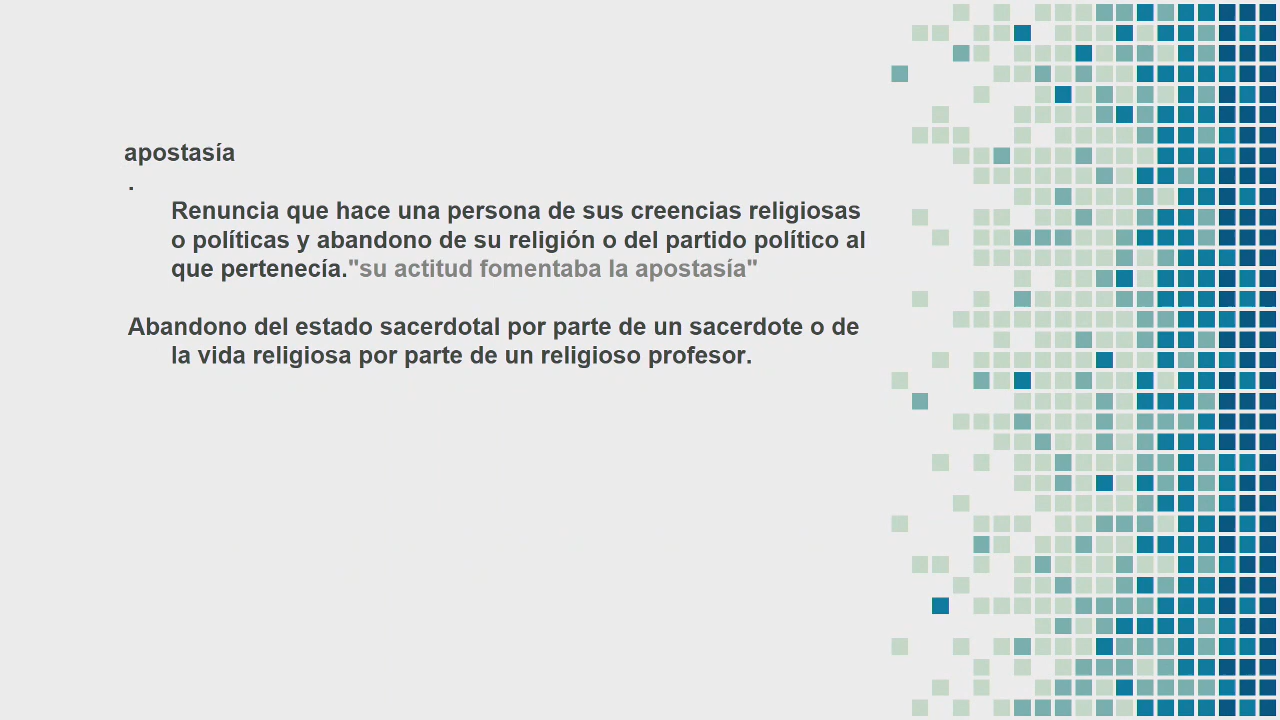 apostasía
.
Renuncia que hace una persona de sus creencias religiosas
o políticas y abandono de su religión o del partido político al
que pertenecía."su actitud fomentaba la apostasía"
Abandono del estado sacerdotal por parte de un sacerdote o de
la vida religiosa por parte de un religioso profesor.